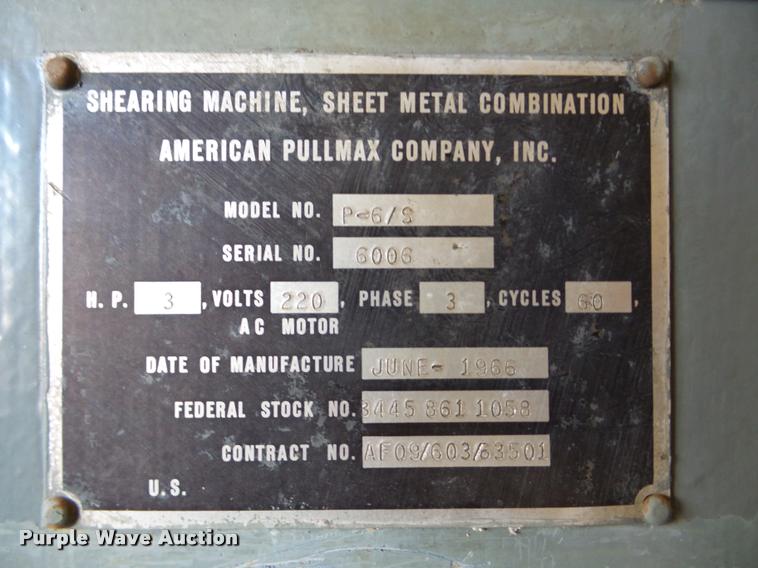 SHEARING MACHINE, SHEET METAL COMBINATION
AMERICAN PULLMAX COMPANY, INC.
MODEL NO. P-6/S
SERIAL NO. 6006
H.P. 3, VOLTS 220, PHASE 3, CYCLES 60,
AC MOTOR
DATE OF MANUFACTURE JUNE- 1966
FEDERAL STOCK NO. 3445 861 1058
CONTRACT NO. AF09/603/63501
U.S.
Purple Wave Auction